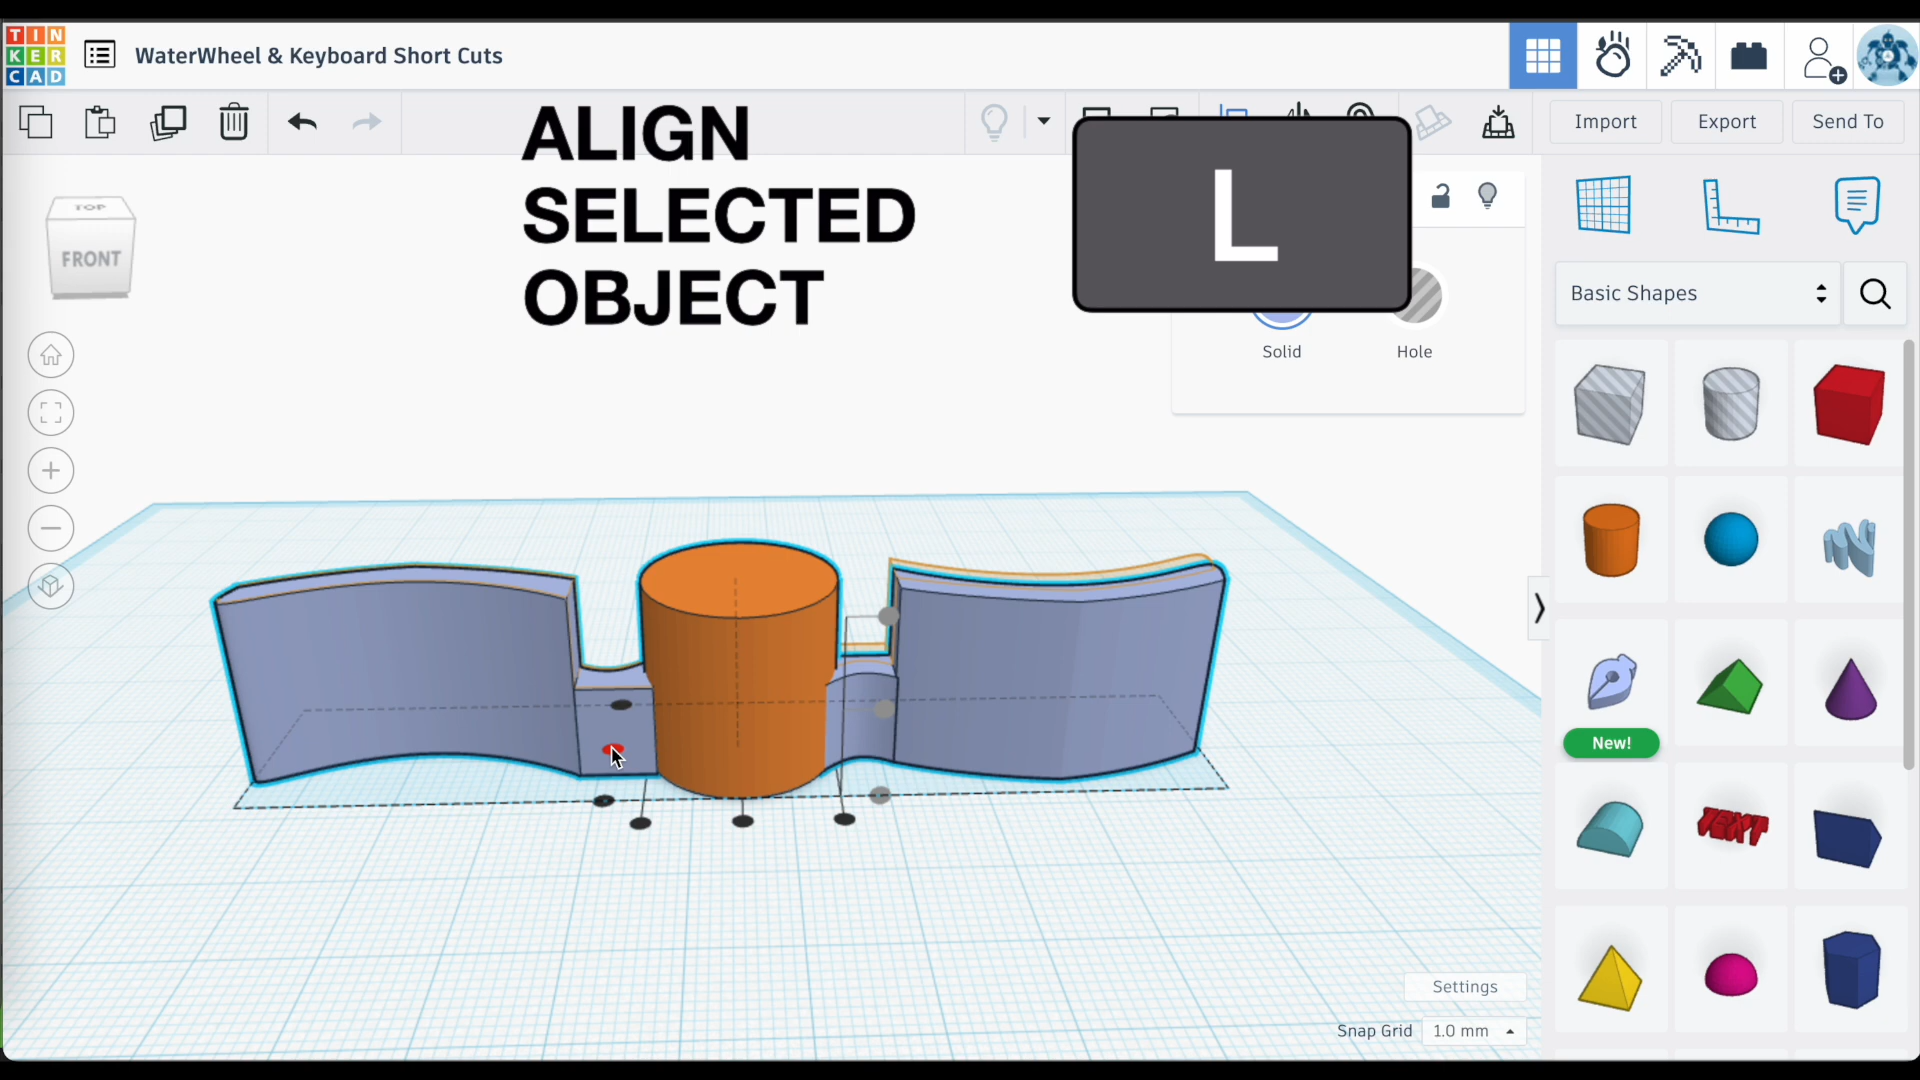 TIN
KER
CAD
WaterWheel & Keyboard Short Cuts
Import
Export
Send To
ALIGN
SELECTED
OBJECT
L
TOP
FRONT
Solid
Hole
Basic Shapes
New!
TEXT
Settings
Snap Grid 1.0 mm